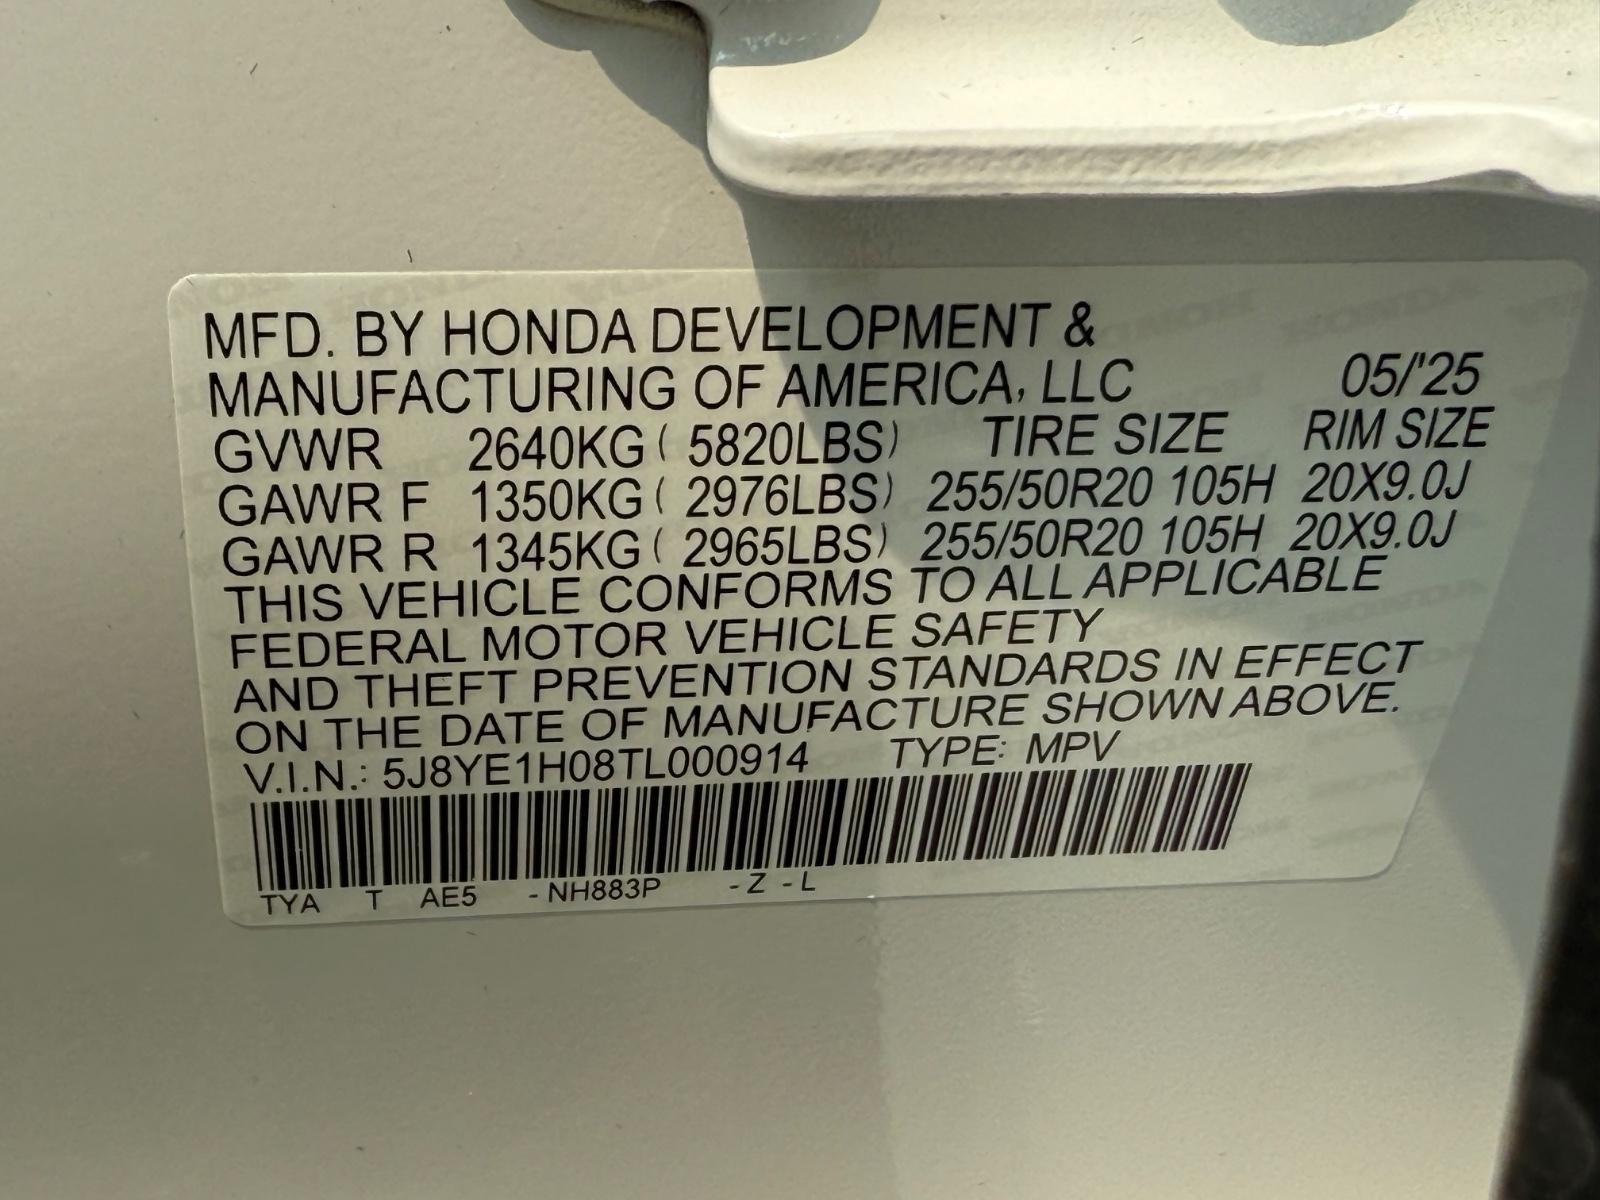 MFD. BY HONDA DEVELOPMENT &
MANUFACTURING OF AMERICA, LLC 05/'25
GVWR 2640KG ( 5820LBS) TIRE SIZE RIM SIZE
GAWR F 1350KG ( 2976LBS) 255/50R20 105H 20X9.0J
GAWR R 1345KG ( 2965LBS) 255/50R20 105H 20X9.0J
THIS VEHICLE CONFORMS TO ALL APPLICABLE
FEDERAL MOTOR VEHICLE SAFETY
AND THEFT PREVENTION STANDARDS IN EFFECT
ON THE DATE OF MANUFACTURE SHOWN ABOVE.
V.I.N.: 5J8YE1H08TL000914 TYPE: MPV
TYA T AE5 - NH883P - Z - L